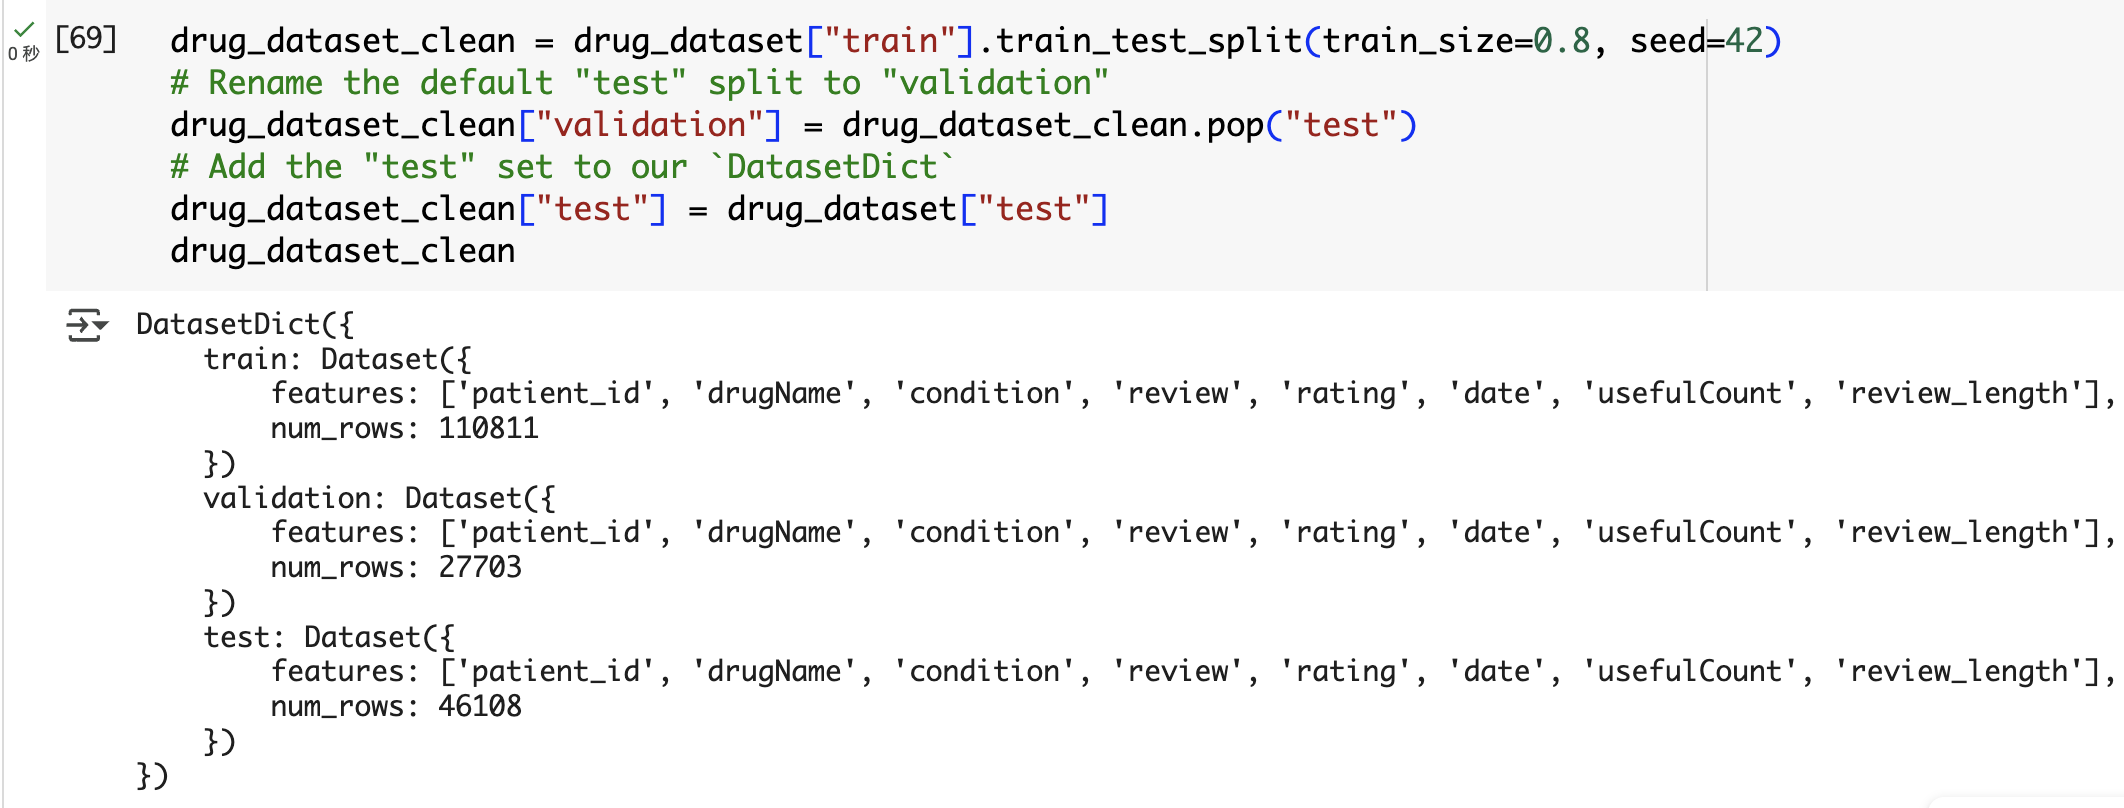 [69] drug_dataset_clean = drug_dataset["train"].train_test_split(train_size=0.8, seed=42)
0 秒
# Rename the default "test" split to "validation"
drug_dataset_clean["validation"] = drug_dataset_clean.pop("test")
# Add the "test" set to our `DatasetDict`
drug_dataset_clean["test"] = drug_dataset["test"]
drug_dataset_clean
DatasetDict({
    train: Dataset({
        features: ['patient_id', 'drugName', 'condition', 'review', 'rating', 'date', 'usefulCount', 'review_length'],
        num_rows: 110811
    })
    validation: Dataset({
        features: ['patient_id', 'drugName', 'condition', 'review', 'rating', 'date', 'usefulCount', 'review_length'],
        num_rows: 27703
    })
    test: Dataset({
        features: ['patient_id', 'drugName', 'condition', 'review', 'rating', 'date', 'usefulCount', 'review_length'],
        num_rows: 46108
    })
})